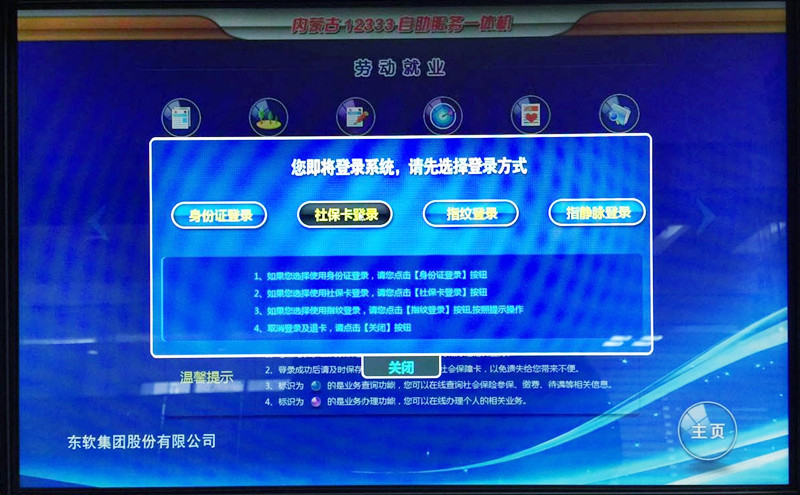 内蒙古12333自助服务一体机
劳动就业
您即将登录系统，请先选择登录方式
身份证登录
社保卡登录
指纹登录
指静脉登录
1、如果您选择使用身份证登录，请您点击【身份证登录】按钮
2、如果您选择使用社保卡登录，请您点击【社保卡登录】按钮
3、如果您选择使用指纹登录，请您点击【指纹登录】按钮,按照提示操作
4、取消登录及退卡，请点击【关闭】按钮
关闭
温馨提示
2、登录成功后请及时保存 社会保障卡，以免遗失给您带来不便。
3、标识为 的是业务查询功能，您可以在线查询社会保险参保、缴费、待遇等相关信息。
4、标识为 的是业务办理功能，您可以在线办理个人的相关业务。
东软集团股份有限公司
主页